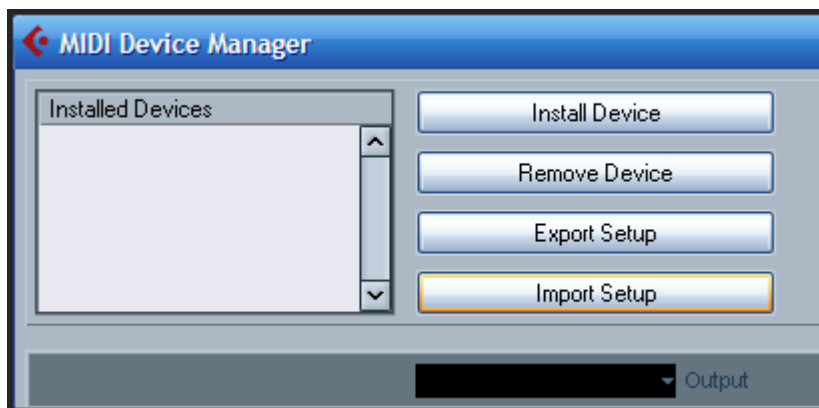 MIDI Device Manager
Installed Devices
Install Device
Remove Device
Export Setup
Import Setup
Output